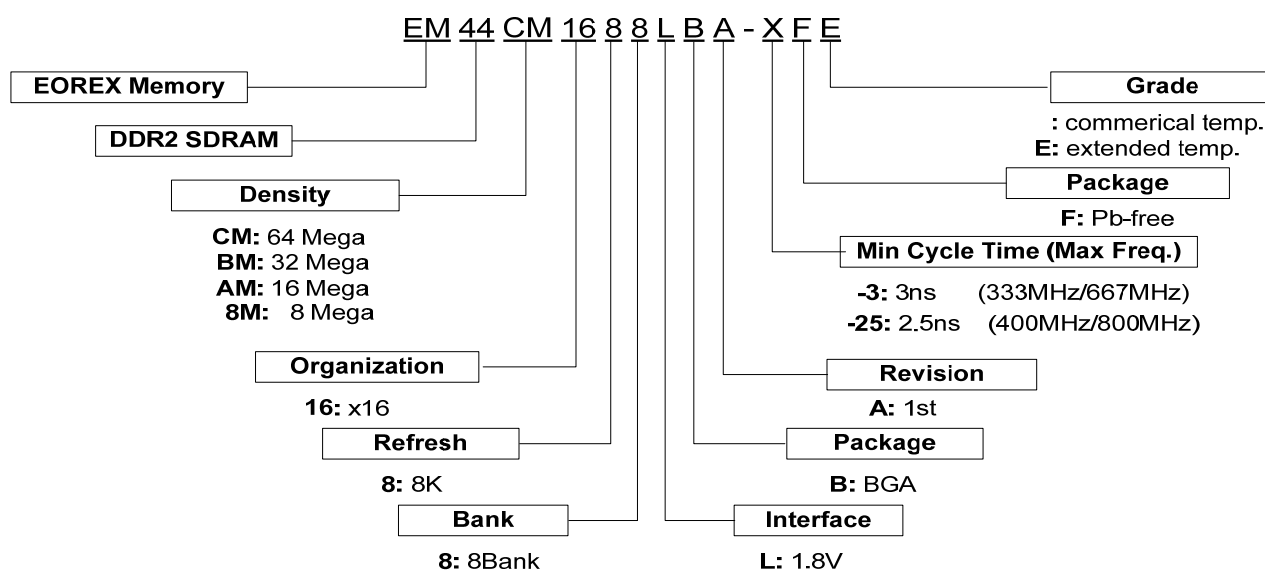 EM 44 CM 16 8 8 L B A - X F E
EOREX Memory
DDR2 SDRAM
Density
CM: 64 Mega
BM: 32 Mega
AM: 16 Mega
8M: 8 Mega
Organization
16: x16
Refresh
8: 8K
Bank
8: 8Bank
Grade
: commerical temp.
E: extended temp.
Package
F: Pb-free
Min Cycle Time (Max Freq.)
-3: 3ns (333MHz/667MHz)
-25: 2.5ns (400MHz/800MHz)
Revision
A: 1st
Package
B: BGA
Interface
L: 1.8V